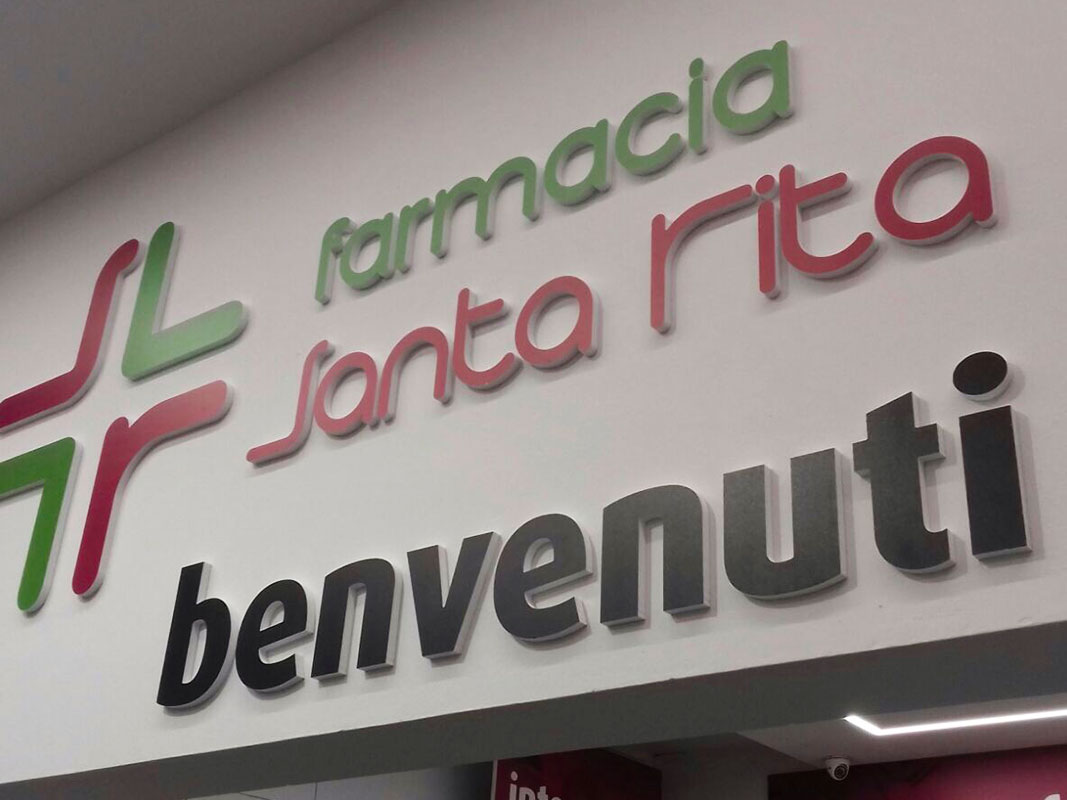 farmacia
santa rita
benvenuti